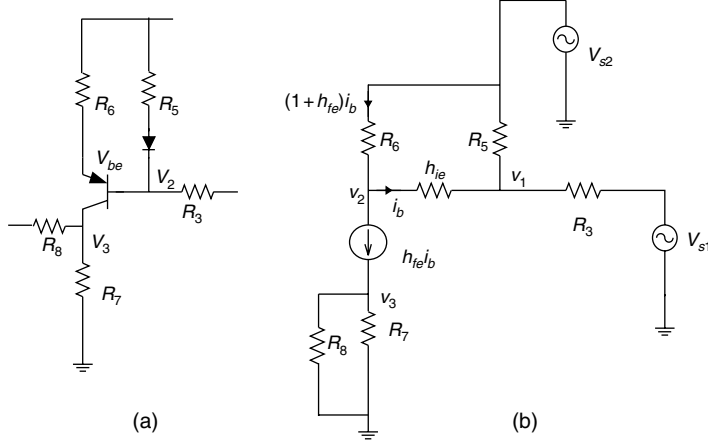 R6
R5
Vbe
V2
R3
R8
V3
R7
(a)
Vs2
(1+hfe)ib
R6
R5
hie
v1
v2
ib
R3
Vs1
hfeib
v3
R8
R7
(b)